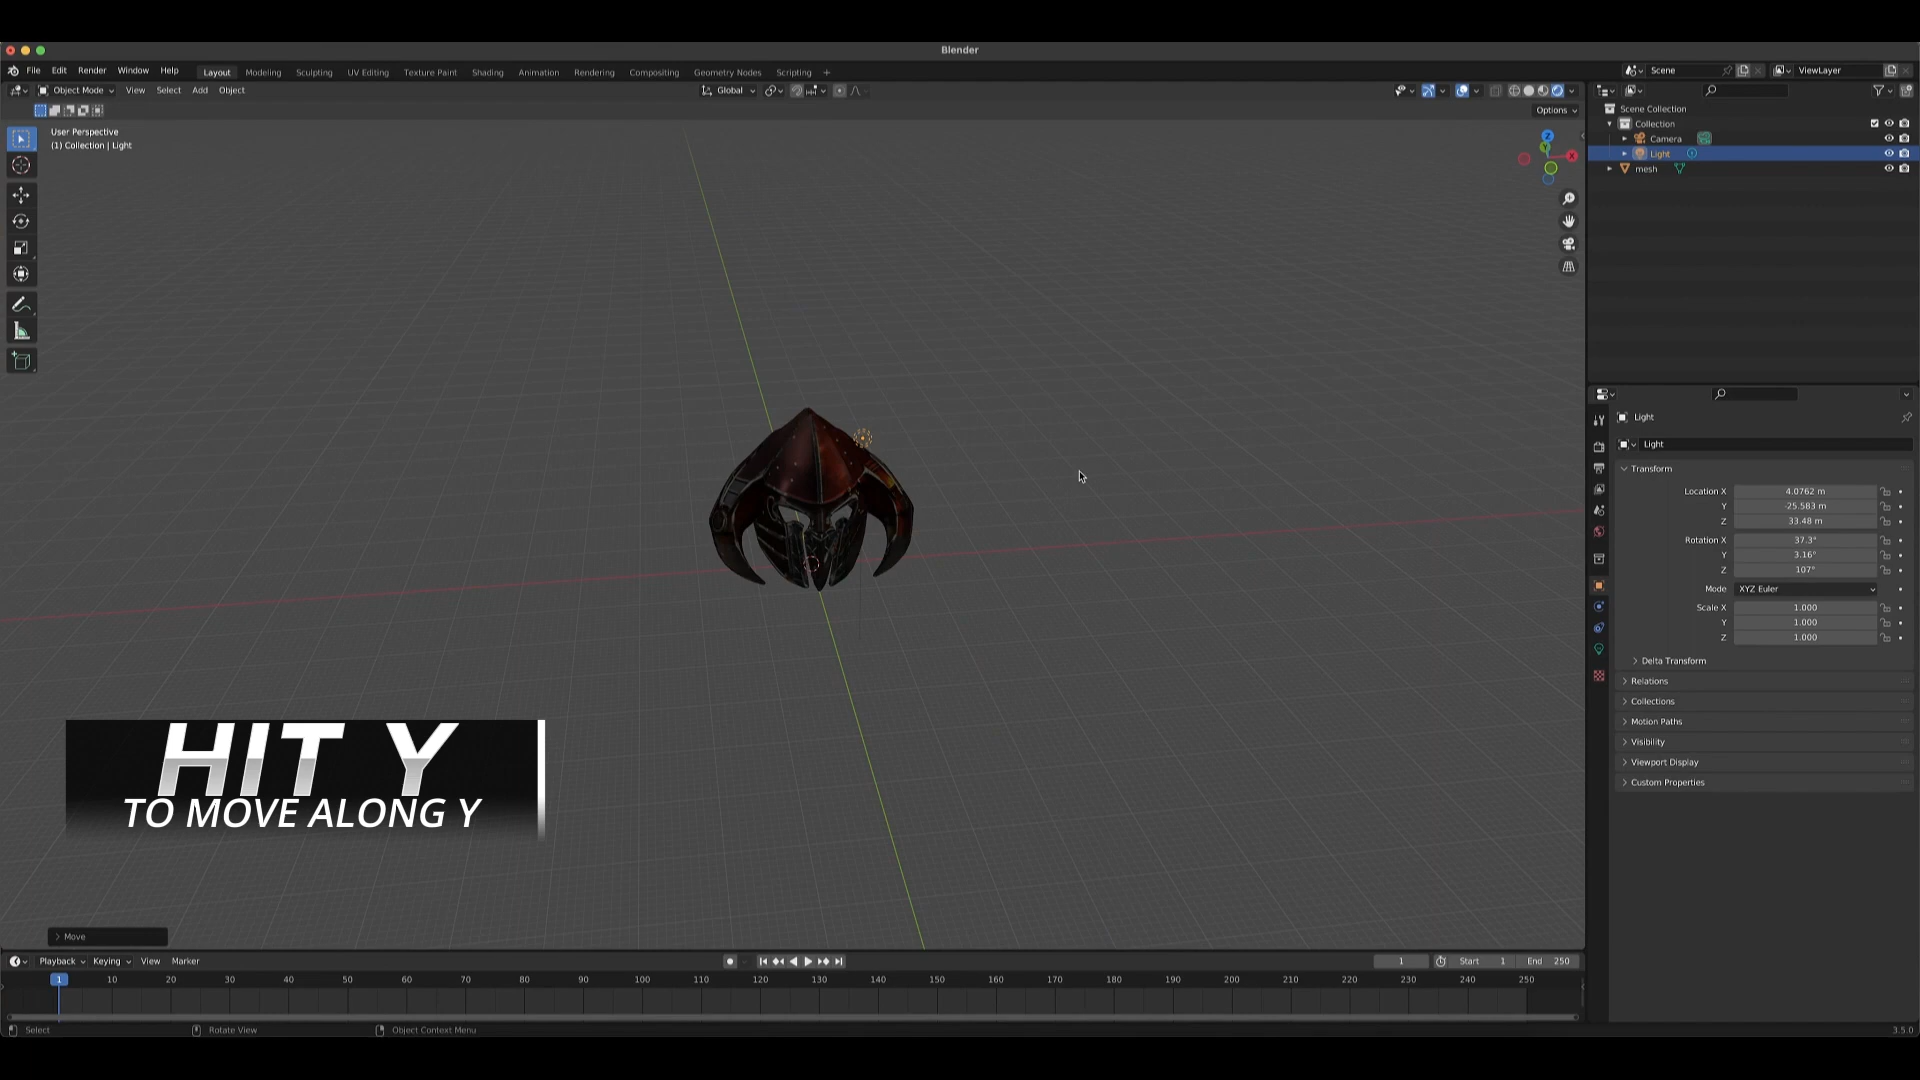 Blender
File Edit Render Window Help Layout Modeling Sculpting UV Editing Texture Paint Shading Animation Rendering Compositing Geometry Nodes Scripting + Scene ViewLayer
Object Mode View Select Add Object Global
Options
User Perspective
(1) Collection | Light
Z
Y
X
Scene Collection
Collection
Camera
Light
mesh
Light
Light
Transform
Location X 4.0762 m
Y -25.583 m
Z 33.48 m
Rotation X 37.3°
Y 3.16°
Z 107°
Mode XYZ Euler
Scale X 1.000
Y 1.000
Z 1.000
Delta Transform
Relations
Collections
Motion Paths
Visibility
Viewport Display
Custom Properties
HIT Y
TO MOVE ALONG Y
Move
Playback Keying View Marker 1 Start 1 End 250
1 10 20 30 40 50 60 70 80 90 100 110 120 130 140 150 160 170 180 190 200 210 220 230 240 250
Select Rotate View Object Context Menu 3.5.0